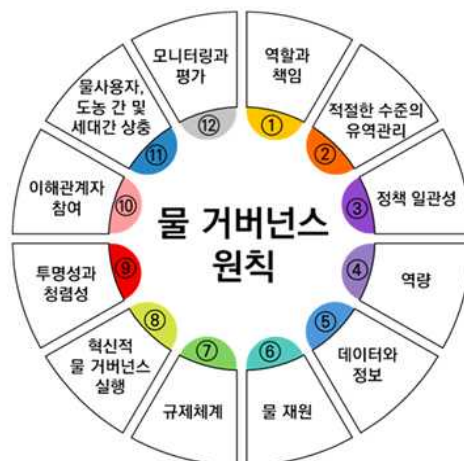 물 거버넌스
원칙
역할과
책임
①
적절한 수준의
유역관리
②
정책 일관성
③
역량
④
데이터와
정보
⑤
물 재원
⑥
규제체계
⑦
혁신적
물 거버넌스
실행
⑧
투명성과
청렴성
⑨
이해관계자
참여
⑩
물사용자,
도농 간 및
세대간 상충
⑪
모니터링과
평가
⑫